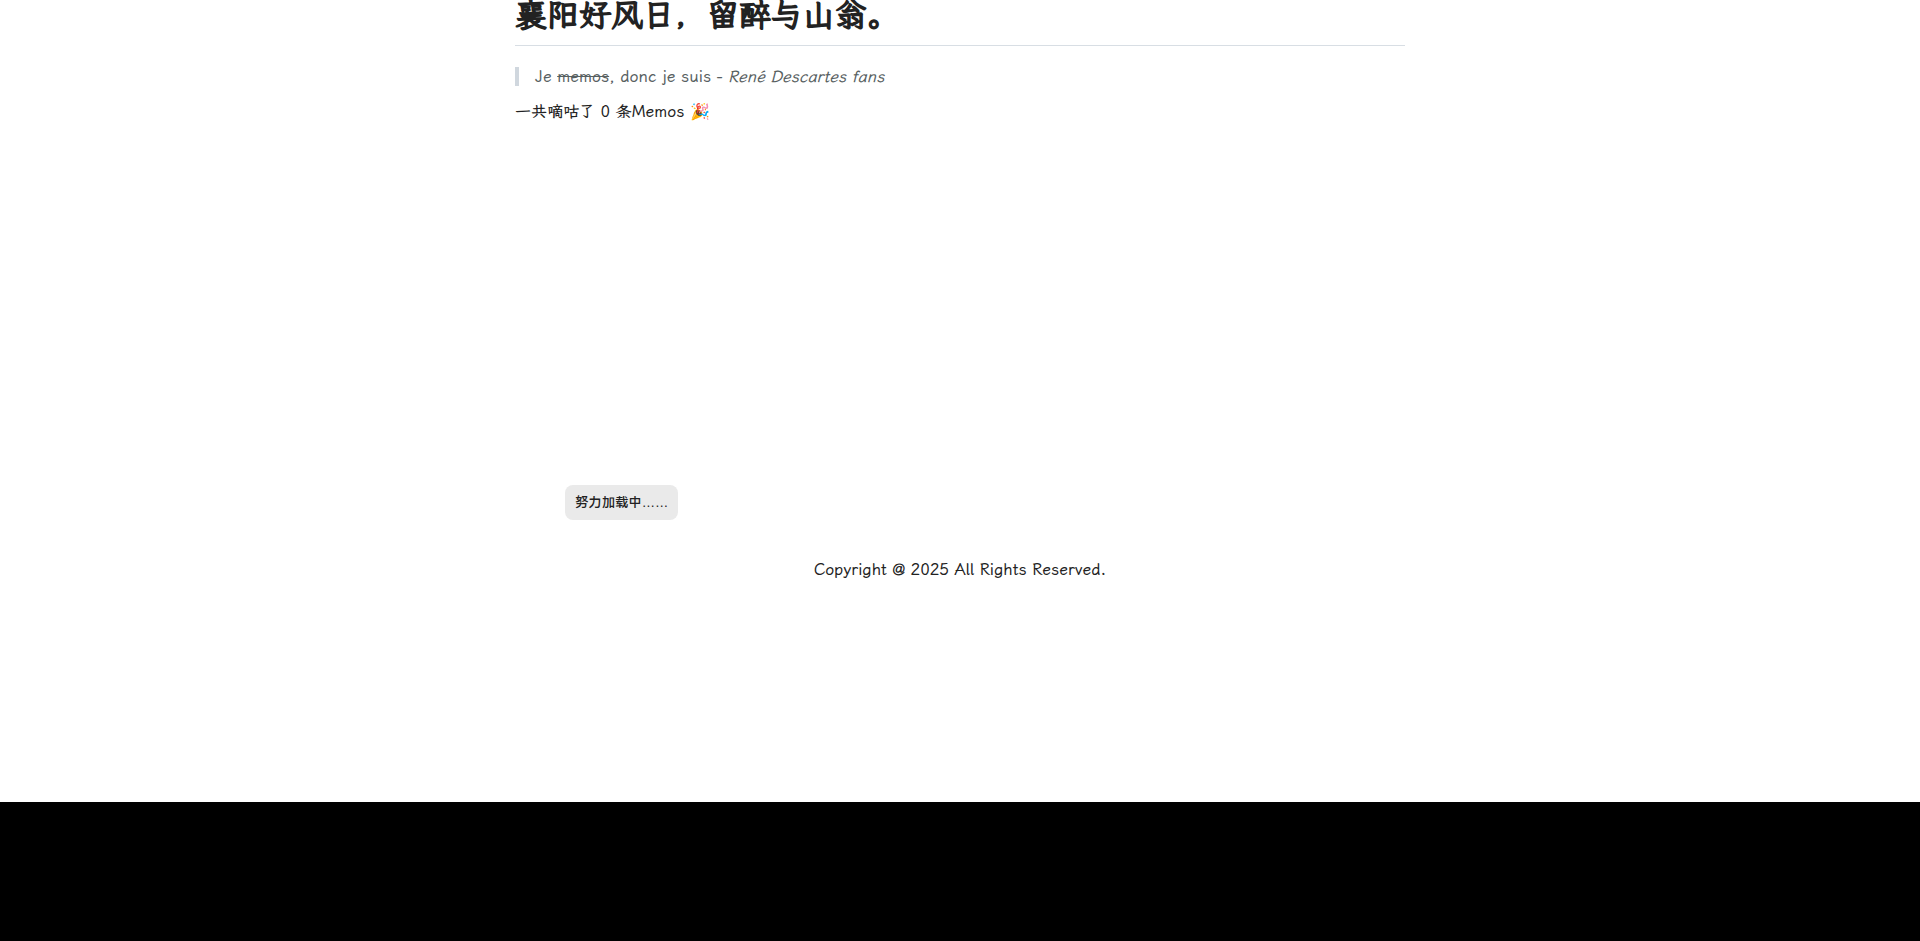 襄阳好风日，留醉与山翁。
Je memos, donc je suis - René Descartes fans
一共嘀咕了 0 条Memos 🎉
努力加载中……
Copyright @ 2025 All Rights Reserved.